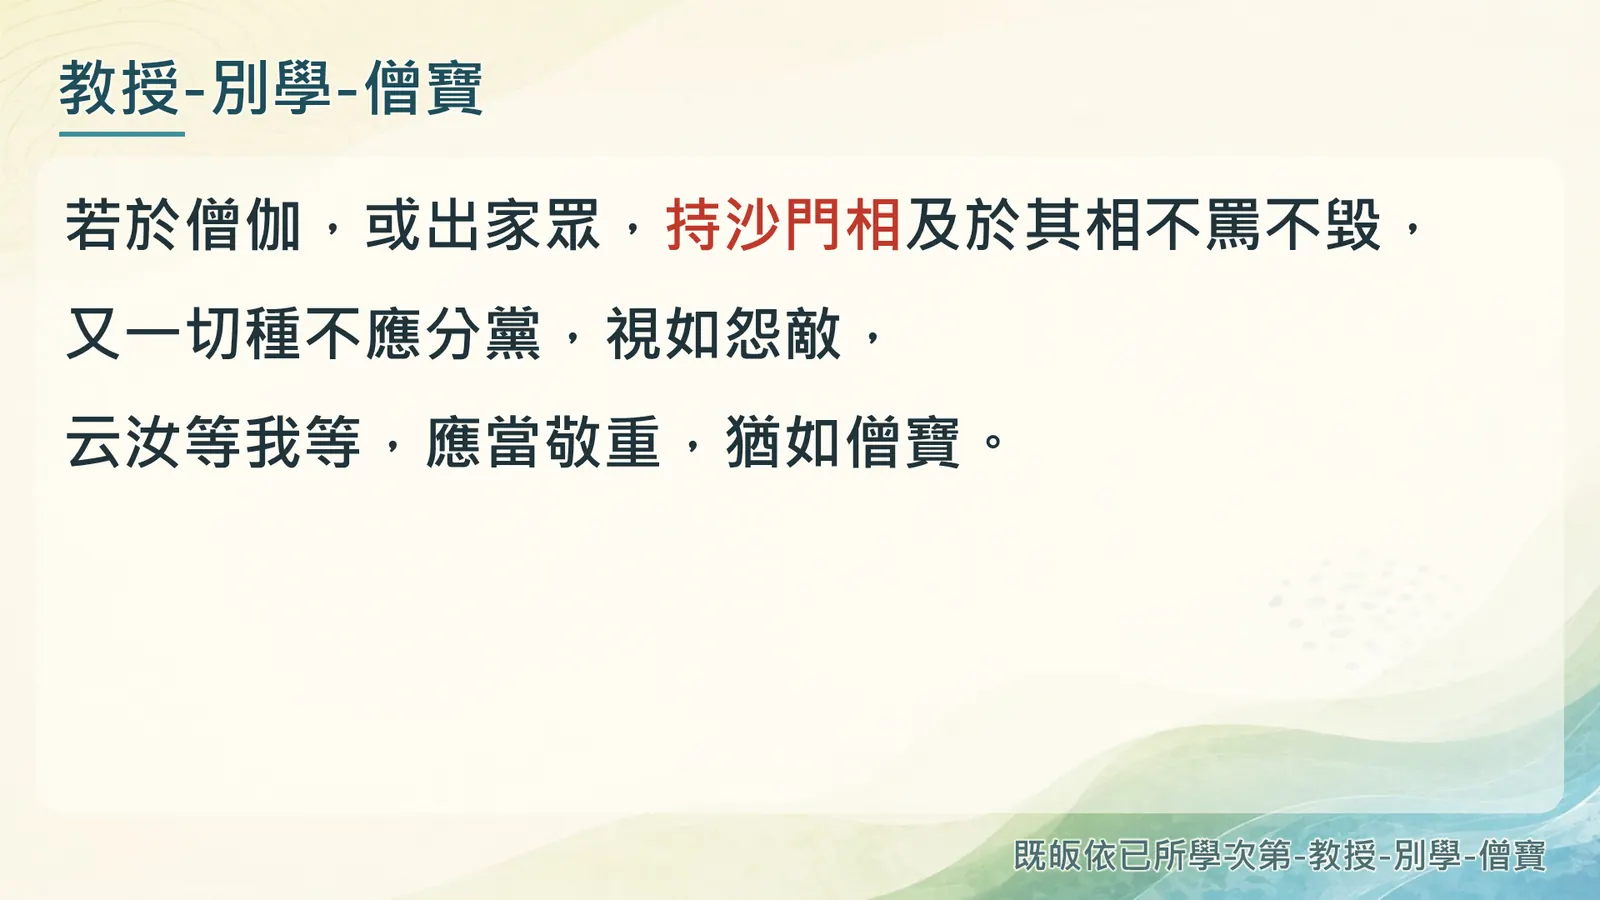 教授-別學-僧寶
若於僧伽，或出家眾，持沙門相及於其相不罵不毀，
又一切種不應分黨，視如怨敵，
云汝等我等，應當敬重，猶如僧寶。
既皈依已所學次第-教授-別學-僧寶